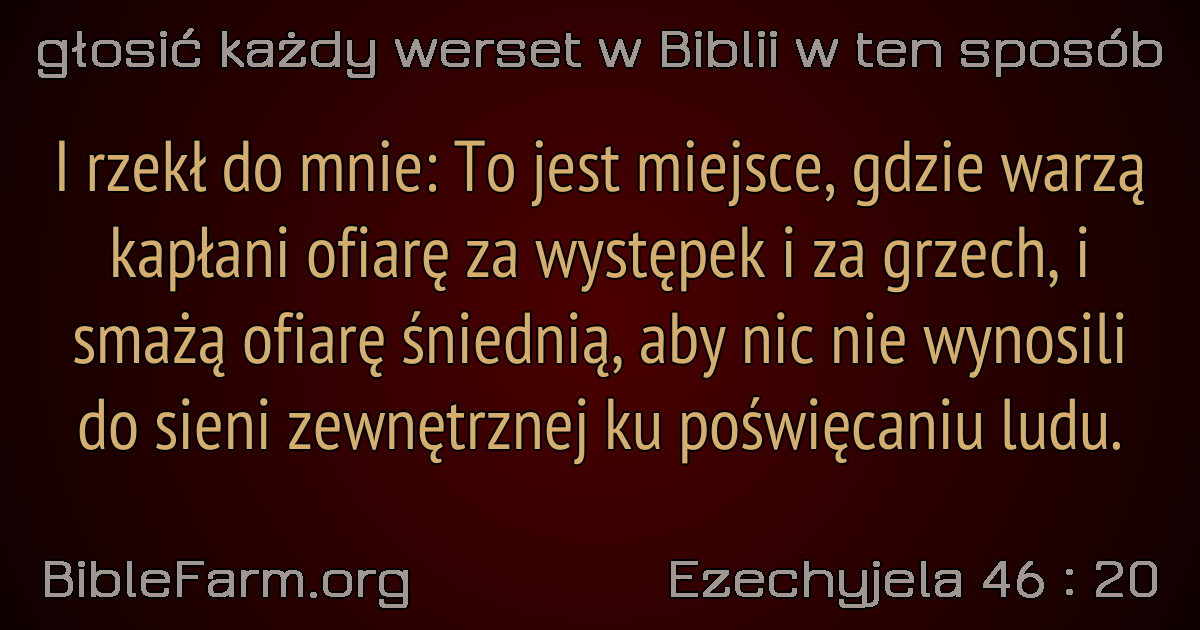 głosić każdy werset w Biblii w ten sposób
I rzekł do mnie: To jest miejsce, gdzie warzą
kapłani ofiarę za występek i za grzech, i
smażą ofiarę śniednią, aby nic nie wynosili
do sieni zewnętrznej ku poświęcaniu ludu.
BibleFarm.org
Ezechyjela 46 : 20